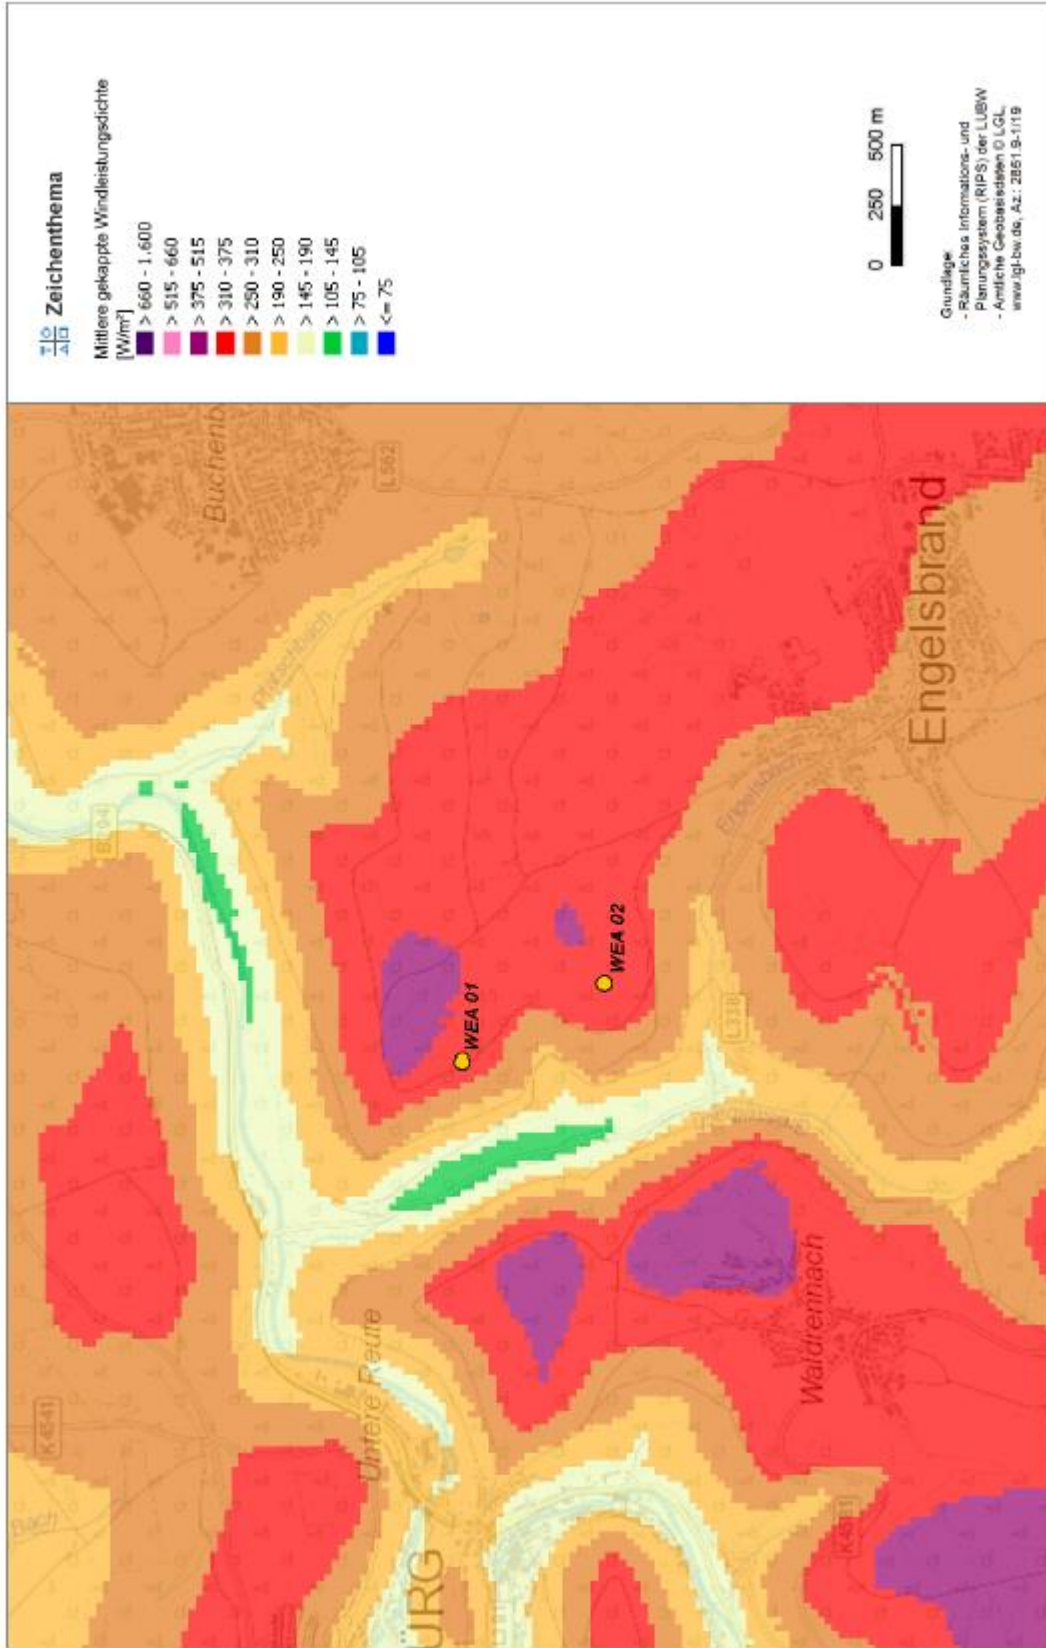 Zeichenthema
Mittlere gekappte Windleistungsdichte
[W/m²]
> 660 - 1.600
> 515 - 660
> 375 - 515
> 310 - 375
> 250 - 310
> 190 - 250
> 145 - 190
> 105 - 145
> 75 - 105
<= 75
0 250 500 m
Grundlage:
- Räumliches Informations- und
Planungssystem (RIPS) der LUBW
- Amtliche Geobasisdaten © LGL,
www.lgl-bw.de, Az.: 2851.9-1/19
Büchenb
L562
Engelsbrand
WEA 01
WEA 02
L338
Engelsbach
Waldrennach
Untere Reute
K4541
bach
ÜRG